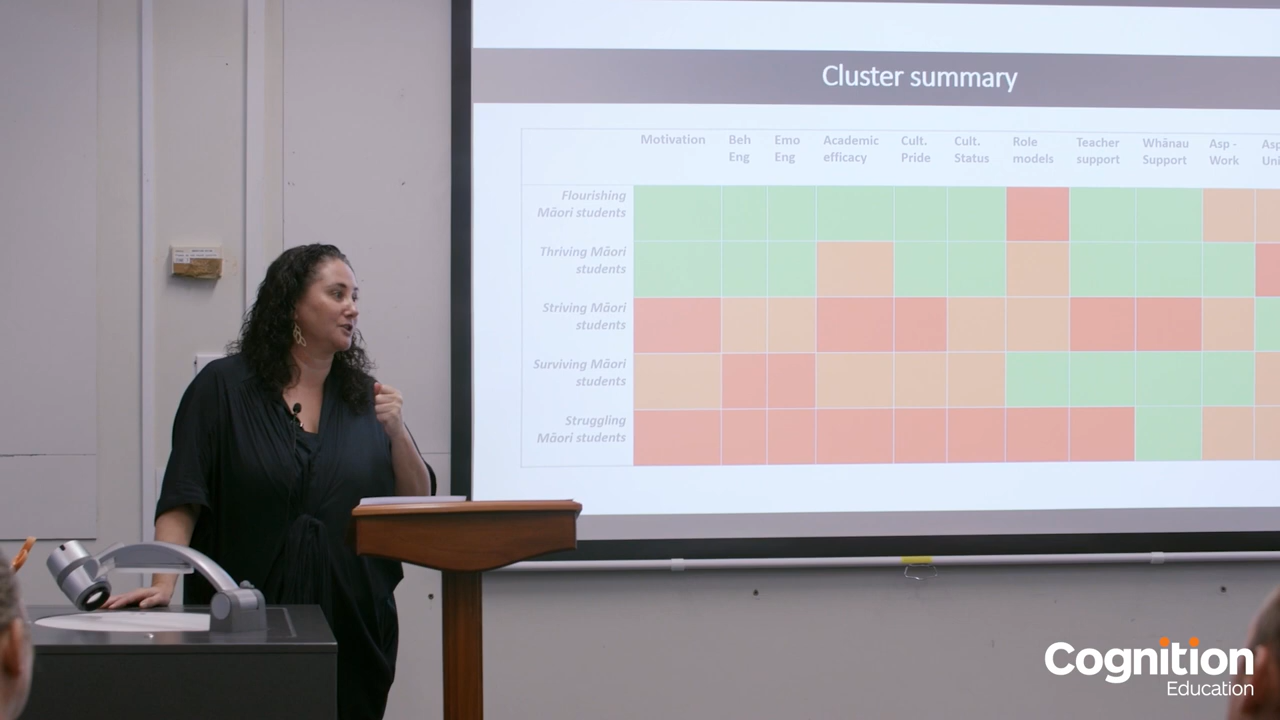 Cluster summary
Motivation Beh Emo Academic Cult. Cult. Role Teacher Whānau Asp - Asp
Eng Eng efficacy Pride Status models support Support Work Uni
Flourishing
Māori students
Thriving Māori
students
Striving Māori
students
Surviving Māori
students
Struggling
Māori students
Cognition
Education